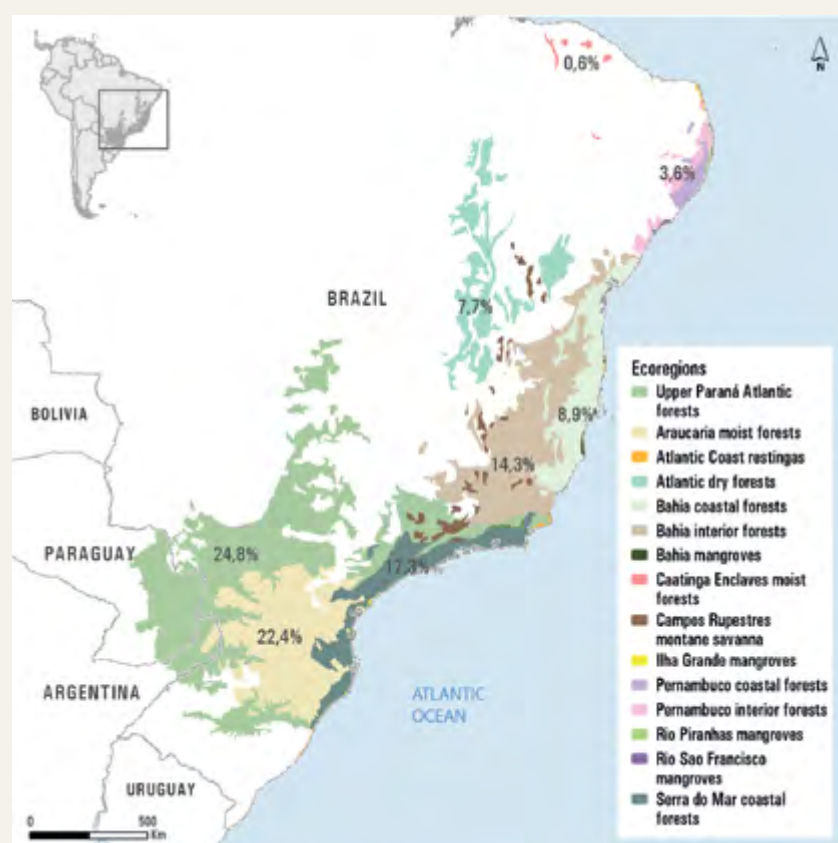 N
0,6%
3,6%
BRAZIL
7,7%
BOLIVIA
8,9%
14,3%
PARAGUAY
24,8%
17,3%
22,4%
ARGENTINA
ATLANTIC
OCEAN
URUGUAY
0 500
Km
Ecoregions
Upper Paraná Atlantic
forests
Araucaria moist forests
Atlantic Coast restingas
Atlantic dry forests
Bahia coastal forests
Bahia interior forests
Bahia mangroves
Caatinga Enclaves moist
forests
Campos Rupestres
montane savanna
Ilha Grande mangroves
Pernambuco coastal forests
Pernambuco interior forests
Rio Piranhas mangroves
Rio Sao Francisco
mangroves
Serra do Mar coastal
forests